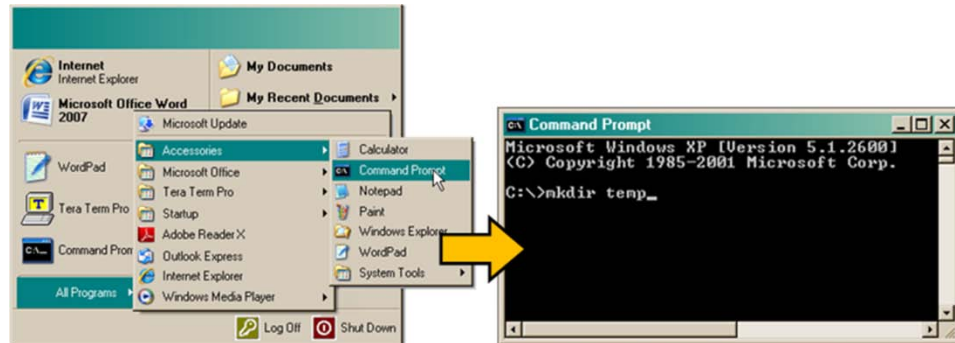 Internet
Internet Explorer
Microsoft Office Word
2007
WordPad
Tera Term Pro
Command Prom
All Programs
My Documents
My Recent Documents
Microsoft Update
Accessories
Microsoft Office
Tera Term Pro
Startup
Adobe Reader X
Outlook Express
Internet Explorer
Windows Media Player
Calculator
Command Prompt
Notepad
Paint
Windows Explorer
WordPad
System Tools
Log Off
Shut Down
Command Prompt
Microsoft Windows XP [Version 5.1.2600]
(C) Copyright 1985-2001 Microsoft Corp.
C:\>mkdir temp_